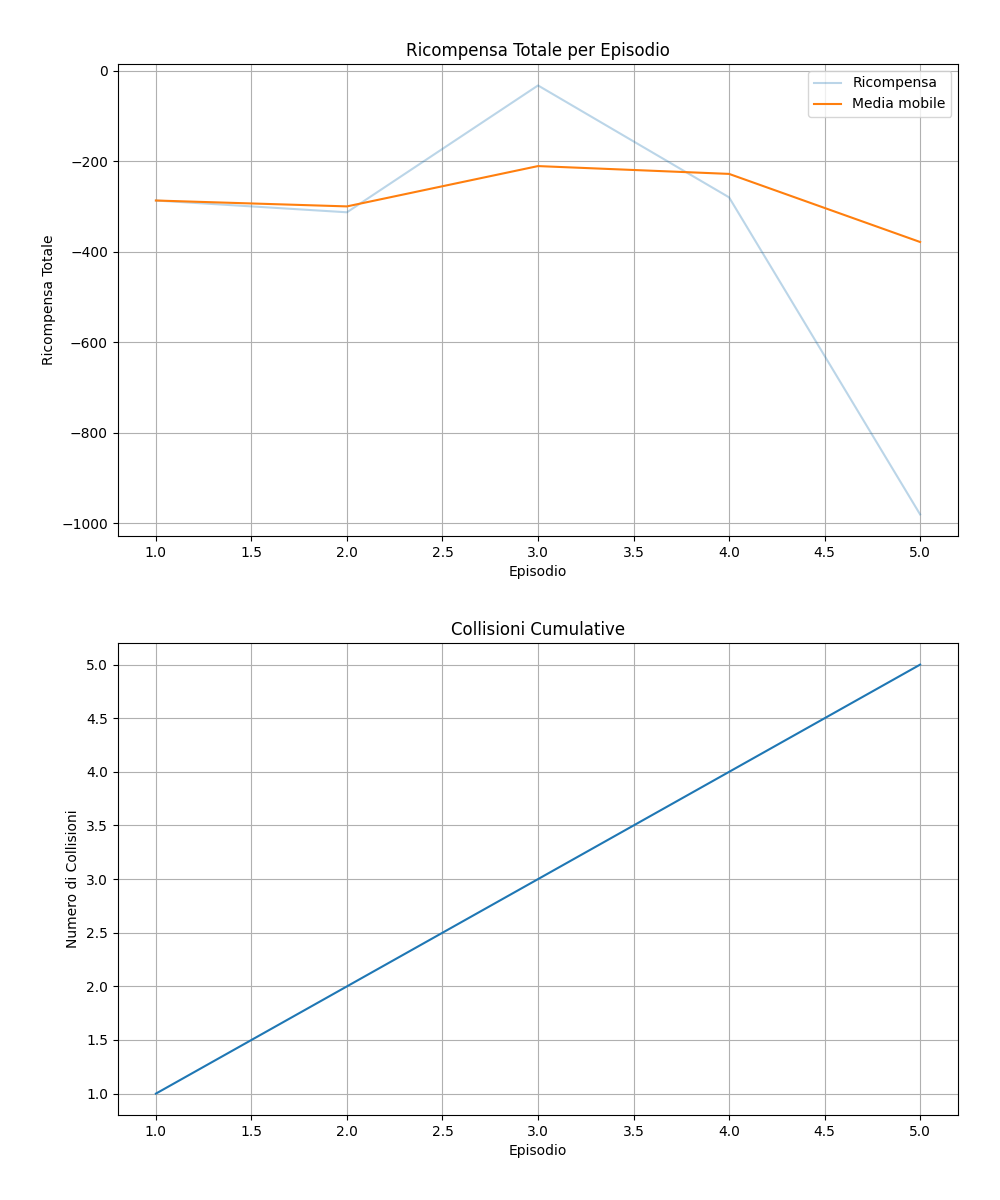 Ricompensa Totale per Episodio
Ricompensa
Media mobile
0
−200
−400
−600
−800
−1000
Ricompensa Totale
1.0 1.5 2.0 2.5 3.0 3.5 4.0 4.5 5.0
Episodio
Collisioni Cumulative
5.0
4.5
4.0
3.5
3.0
2.5
2.0
1.5
1.0
Numero di Collisioni
1.0 1.5 2.0 2.5 3.0 3.5 4.0 4.5 5.0
Episodio